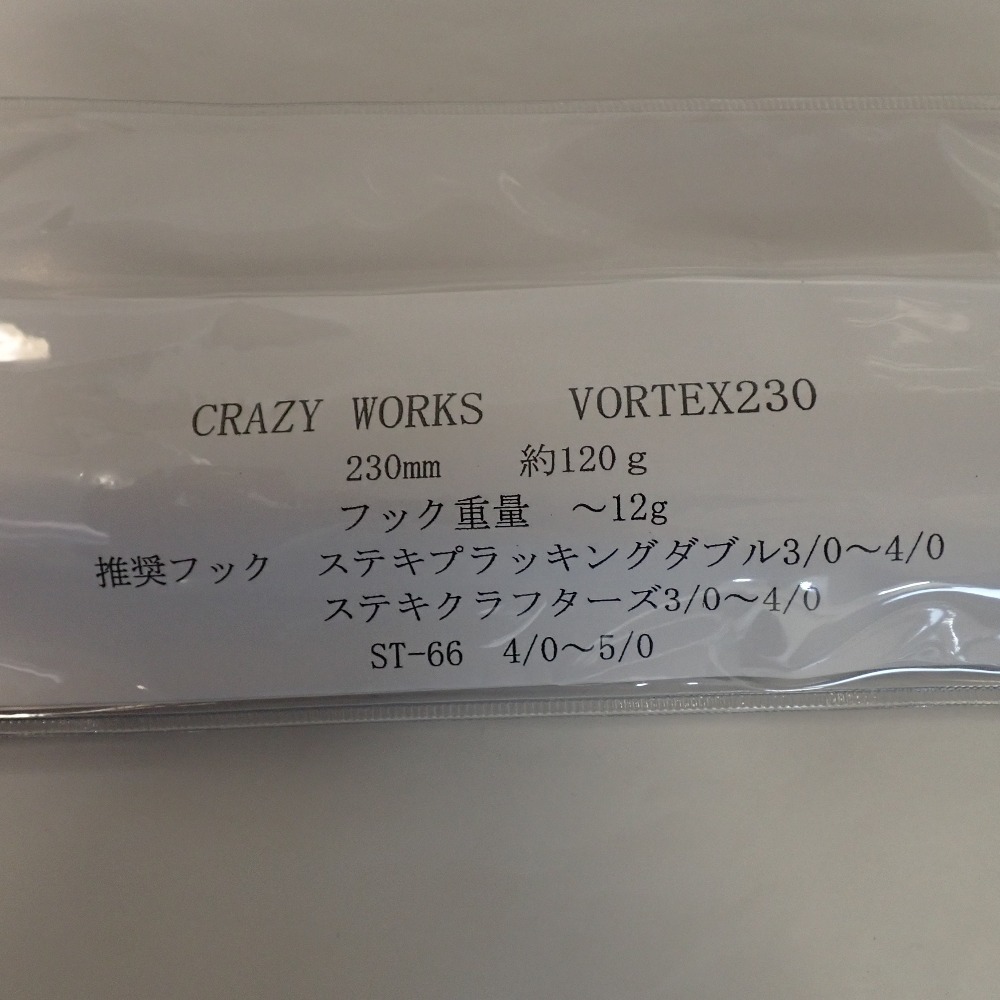 CRAZY WORKS　VORTEX230
230mm　約120ｇ
フック重量　～12g
推奨フック　ステキプラッキングダブル3/0～4/0
ステキクラフターズ3/0～4/0
ST-66　4/0～5/0